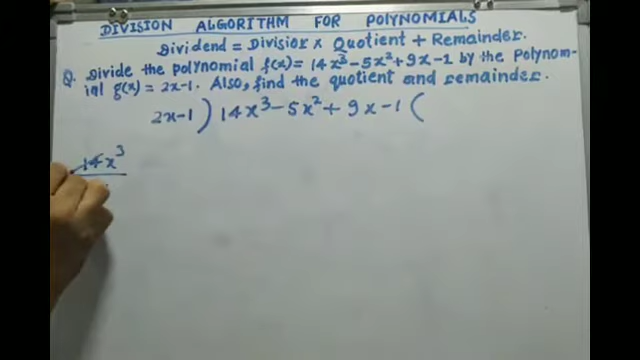 DIVISION ALGORITHM FOR POLYNOMIALS
Dividend = Divisior × Quotient + Remainder.
Q. Divide the polynomial f(x) = 14x³ - 5x² + 9x - 1 by the Polynom-
ial g(x) = 2x-1. Also, find the quotient and remainder.
2x-1 ) 14x³ - 5x² + 9x - 1 (
14x³